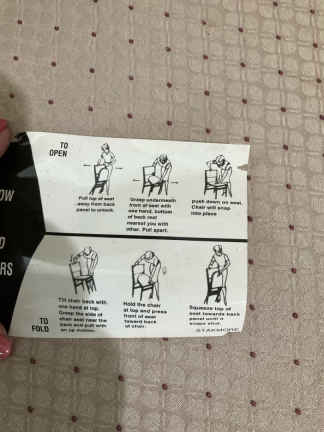 OW
D
RS
TO
OPEN
Pull top of seat
away from back
panel to unlock.
Grasp underneath
front of seat with
one hand, bottom
of back rest
nearest you with
other. Pull apart.
push down on seat.
Chair will snap
into place
TO
FOLD
Tilt chair back with
one hand at top.
Grasp the side of
chair seat near the
back and pull with
an up motion.
Hold the chair
at top and press
front of seat
toward back
of chair.
Squeeze top of
seat towards back
panel until it
snaps shut.
STAKMORE